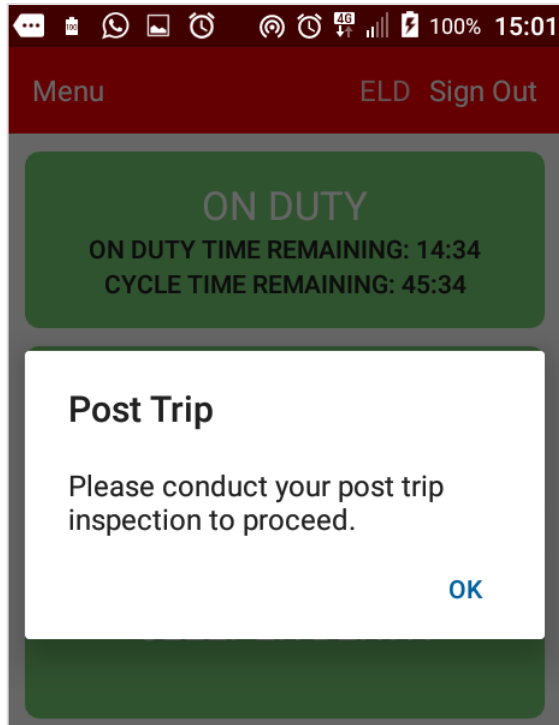 100% 15:01
Menu ELD Sign Out
ON DUTY
ON DUTY TIME REMAINING: 14:34
CYCLE TIME REMAINING: 45:34
Post Trip
Please conduct your post trip
inspection to proceed.
OK